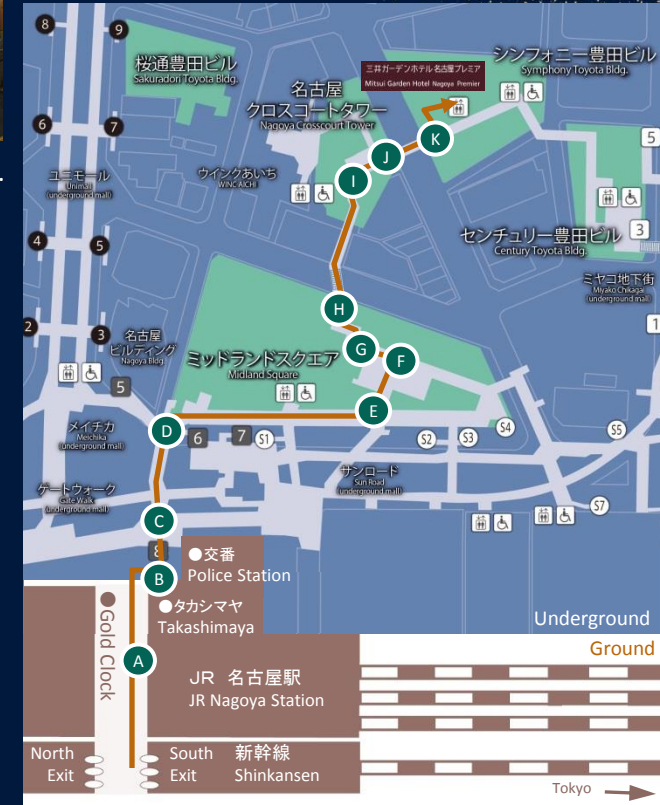 8
9
桜通豊田ビル
Sakuradori Toyota Bldg.
三井ガーデンホテル名古屋プレミア
Mitsui Garden Hotel Nagoya Premier
シンフォニー豊田ビル
Symphony Toyota Bldg.
名古屋
クロスコートタワー
Nagoya Crosscourt Tower
6
7
K
5
J
ユニモール
Unimall
(underground mall)
ウインクあいち
WINC AICHI
I
4
5
センチュリー豊田ビル
Century Toyota Bldg.
3
ミヤコ地下街
Miyako Chikagai
(underground mall)
H
2
3
1
名古屋
ビルディング
Nagoya Bldg.
ミッドランドスクエア
Midland Square
G
F
5
E
メイチカ
Meichika
(underground mall)
D
6
7
S1
S2
S3
S4
S5
ゲートウォーク
Gate Walk
(underground mall)
サンロード
Sun Road
(underground mall)
S7
C
8
●交番
Police Station
B
●タカシマヤ
Takashimaya
Underground
Ground
●Gold Clock
A
JR 名古屋駅
JR Nagoya Station
North
Exit
South
Exit
新幹線
Shinkansen
Tokyo